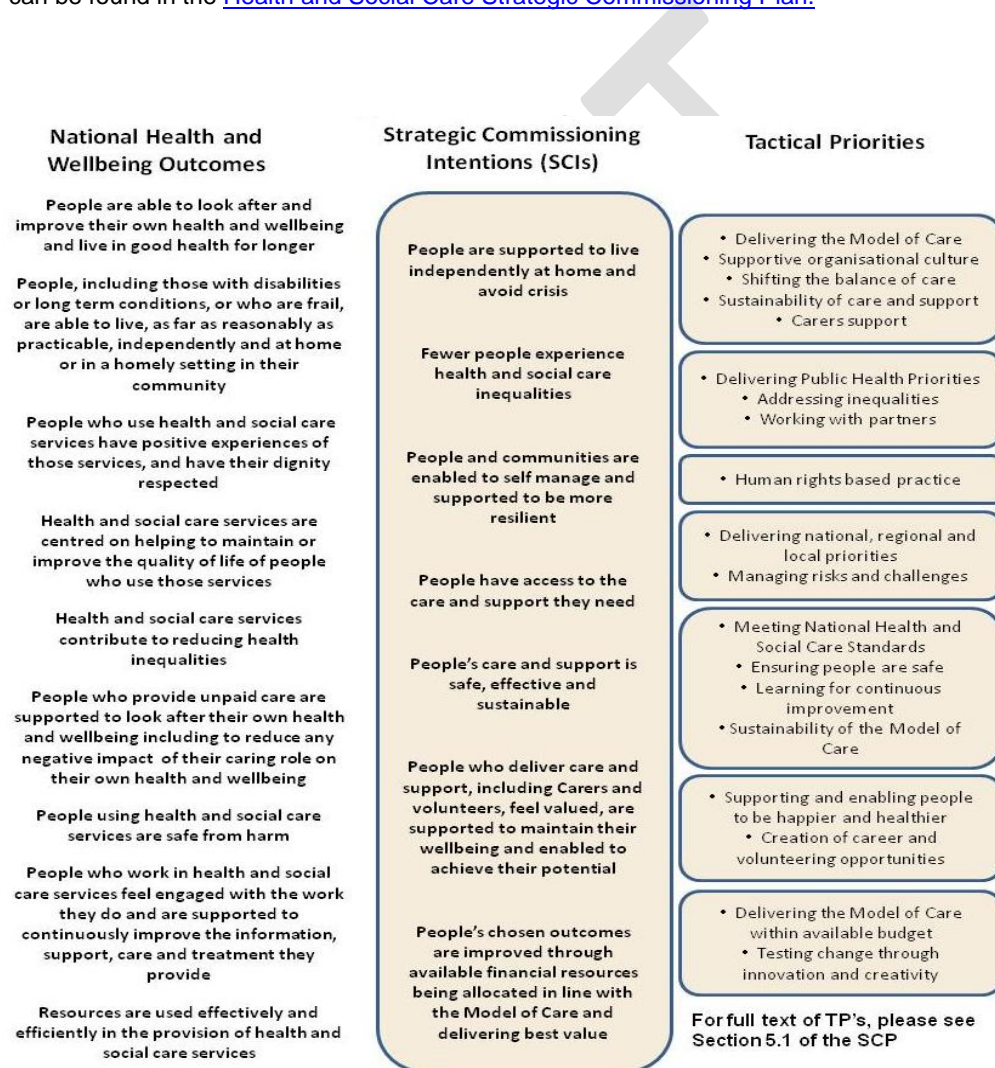 can be found in the Health and Social Care Strategic Commissioning Plan.
National Health and
Wellbeing Outcomes
People are able to look after and
improve their own health and wellbeing
and live in good health for longer
People, including those with disabilities
or long term conditions, or who are frail,
are able to live, as far as reasonably as
practicable, independently and at home
or in a homely setting in their
community
People who use health and social care
services have positive experiences of
those services, and have their dignity
respected
Health and social care services are
centred on helping to maintain or
improve the quality of life of people
who use those services
Health and social care services
contribute to reducing health
inequalities
People who provide unpaid care are
supported to look after their own health
and wellbeing including to reduce any
negative impact of their caring role on
their own health and wellbeing
People using health and social care
services are safe from harm
People who work in health and social
care services feel engaged with the work
they do and are supported to
continuously improve the information,
support, care and treatment they
provide
Resources are used effectively and
efficiently in the provision of health and
social care services
Strategic Commissioning
Intentions (SCIs)
People are supported to live
independently at home and
avoid crisis
Fewer people experience
health and social care
inequalities
People and communities are
enabled to self manage and
supported to be more
resilient
People have access to the
care and support they need
People's care and support is
safe, effective and
sustainable
People who deliver care and
support, including Carers and
volunteers, feel valued, are
supported to maintain their
wellbeing and enabled to
achieve their potential
People's chosen outcomes
are improved through
available financial resources
being allocated in line with
the Model of Care and
delivering best value
Tactical Priorities
• Delivering the Model of Care
• Supportive organisational culture
• Shifting the balance of care
• Sustainability of care and support
• Carers support
• Delivering Public Health Priorities
• Addressing inequalities
• Working with partners
• Human rights based practice
• Delivering national, regional and
local priorities
• Managing risks and challenges
• Meeting National Health and
Social Care Standards
• Ensuring people are safe
• Learning for continuous
improvement
• Sustainability of the Model of
Care
• Supporting and enabling people
to be happier and healthier
• Creation of career and
volunteering opportunities
• Delivering the Model of Care
within available budget
• Testing change through
innovation and creativity
For full text of TP's, please see
Section 5.1 of the SCP